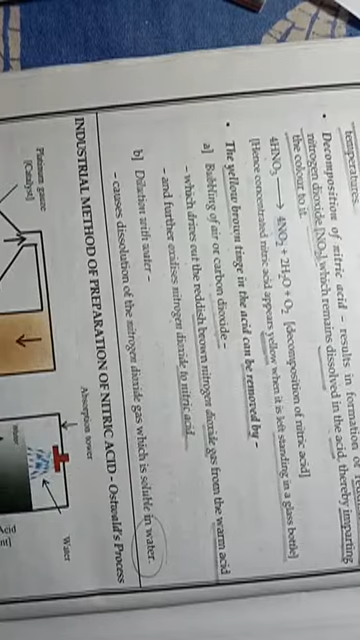 temperatures.
• Decomposition of nitric acid - results in formation o
nitrogen dioxide [NO₂] which remains dissolved in the acid, thereby imparting
the colour to it.
4HNO₃ ⟶ 4NO₂ + 2H₂O + O₂ [decomposition of nitric acid]
[Hence concentrated nitric acid appears yellow when it is left standing in a glass bottle]
• The yellow brown tinge in the acid can be removed by -
a] Bubbling of air or carbon dioxide -
- which drives out the reddish brown nitrogen dioxide gas from the warm acid
- and further oxidises nitrogen dioxide to nitric acid.
b] Dilution with water -
- causes dissolution of the nitrogen dioxide gas which is soluble in water.
INDUSTRIAL METHOD OF PREPARATION OF NITRIC ACID - Ostwald's Process
Absorption tower
Platinum gauze
[Catalyst]
Water
Water
Acid
nt]